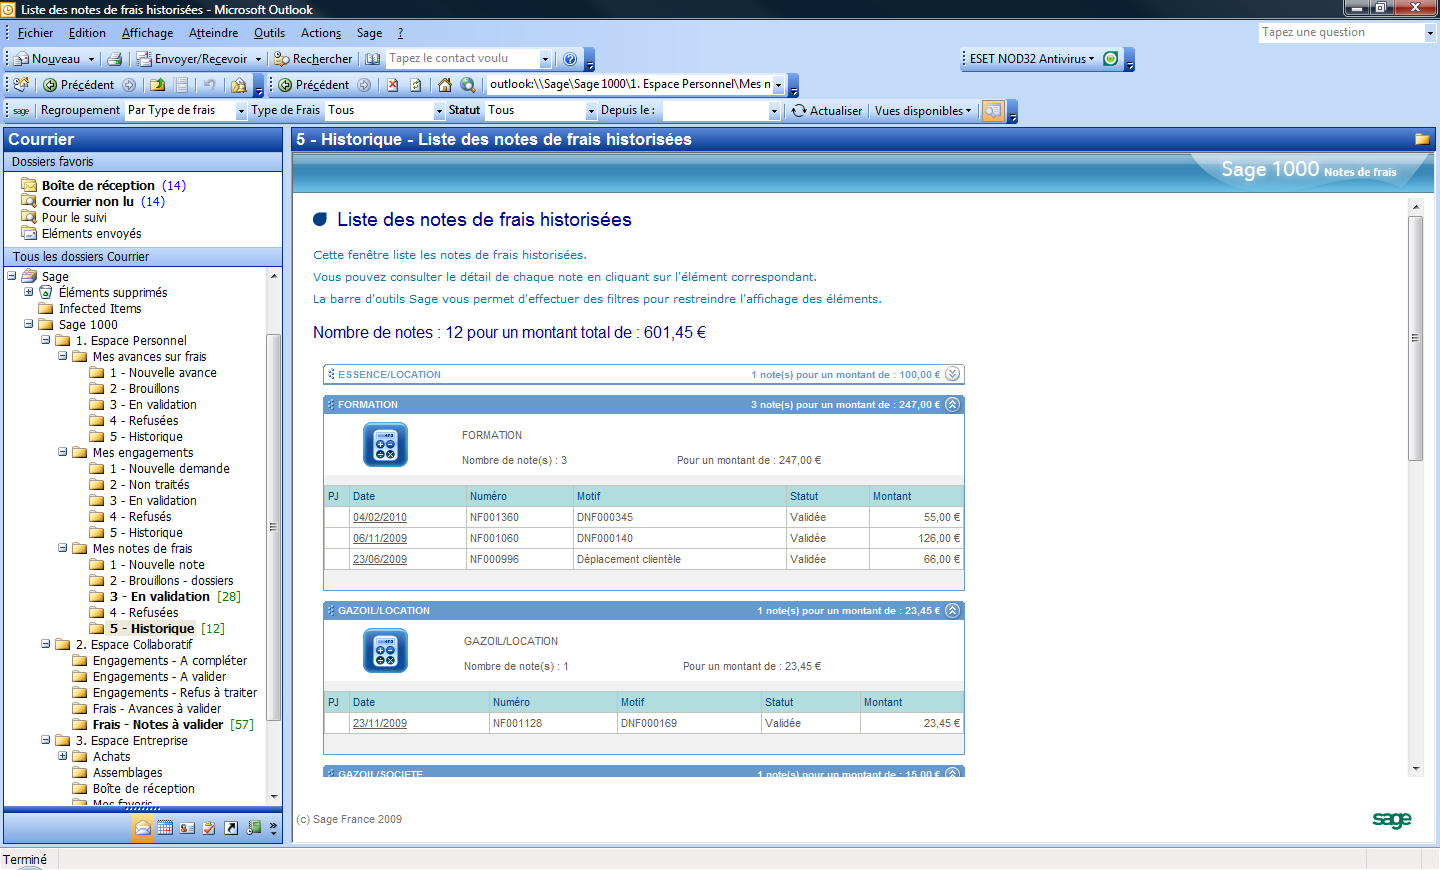 Liste des notes de frais historisées - Microsoft Outlook
Fichier Edition Affichage Atteindre Outils Actions Sage ?
Tapez une question
Nouveau Envoyer/Recevoir Rechercher Tapez le contact voulu
ESET NOD32 Antivirus
Précédent Précédent outlook:\\Sage\Sage 1000\1. Espace Personnel\Mes n
sage Regroupement Par Type de frais Type de Frais Tous Statut Tous Depuis le : Actualiser Vues disponibles
Courrier
Dossiers favoris
Boîte de réception (14)
Courrier non lu (14)
Pour le suivi
Eléments envoyés
Tous les dossiers Courrier
Sage
Éléments supprimés
Infected Items
Sage 1000
1. Espace Personnel
Mes avances sur frais
1 - Nouvelle avance
2 - Brouillons
3 - En validation
4 - Refusées
5 - Historique
Mes engagements
1 - Nouvelle demande
2 - Non traités
3 - En validation
4 - Refusés
5 - Historique
Mes notes de frais
1 - Nouvelle note
2 - Brouillons - dossiers
3 - En validation [28]
4 - Refusées
5 - Historique [12]
2. Espace Collaboratif
Engagements - A compléter
Engagements - A valider
Engagements - Refus à traiter
Frais - Avances à valider
Frais - Notes à valider [57]
3. Espace Entreprise
Achats
Assemblages
Boîte de réception
Mes favoris
5 - Historique - Liste des notes de frais historisées
Sage 1000 Notes de frais
Liste des notes de frais historisées
Cette fenêtre liste les notes de frais historisées.
Vous pouvez consulter le détail de chaque note en cliquant sur l'élément correspondant.
La barre d'outils Sage vous permet d'effectuer des filtres pour restreindre l'affichage des éléments.
Nombre de notes : 12 pour un montant total de : 601,45 €
ESSENCE/LOCATION 1 note(s) pour un montant de : 100,00 €
FORMATION 3 note(s) pour un montant de : 247,00 €
FORMATION
Nombre de note(s) : 3 Pour un montant de : 247,00 €
PJ Date Numéro Motif Statut Montant
04/02/2010 NF001360 DNF000345 Validée 55,00 €
06/11/2009 NF001060 DNF000140 Validée 126,00 €
23/06/2009 NF000996 Déplacement clientèle Validée 66,00 €
GAZOIL/LOCATION 1 note(s) pour un montant de : 23,45 €
GAZOIL/LOCATION
Nombre de note(s) : 1 Pour un montant de : 23,45 €
PJ Date Numéro Motif Statut Montant
23/11/2009 NF001128 DNF000169 Validée 23,45 €
GAZOIL/SOCIETE 1 note(s) pour un montant de : 15,00 €
(c) Sage France 2009
sage
Terminé